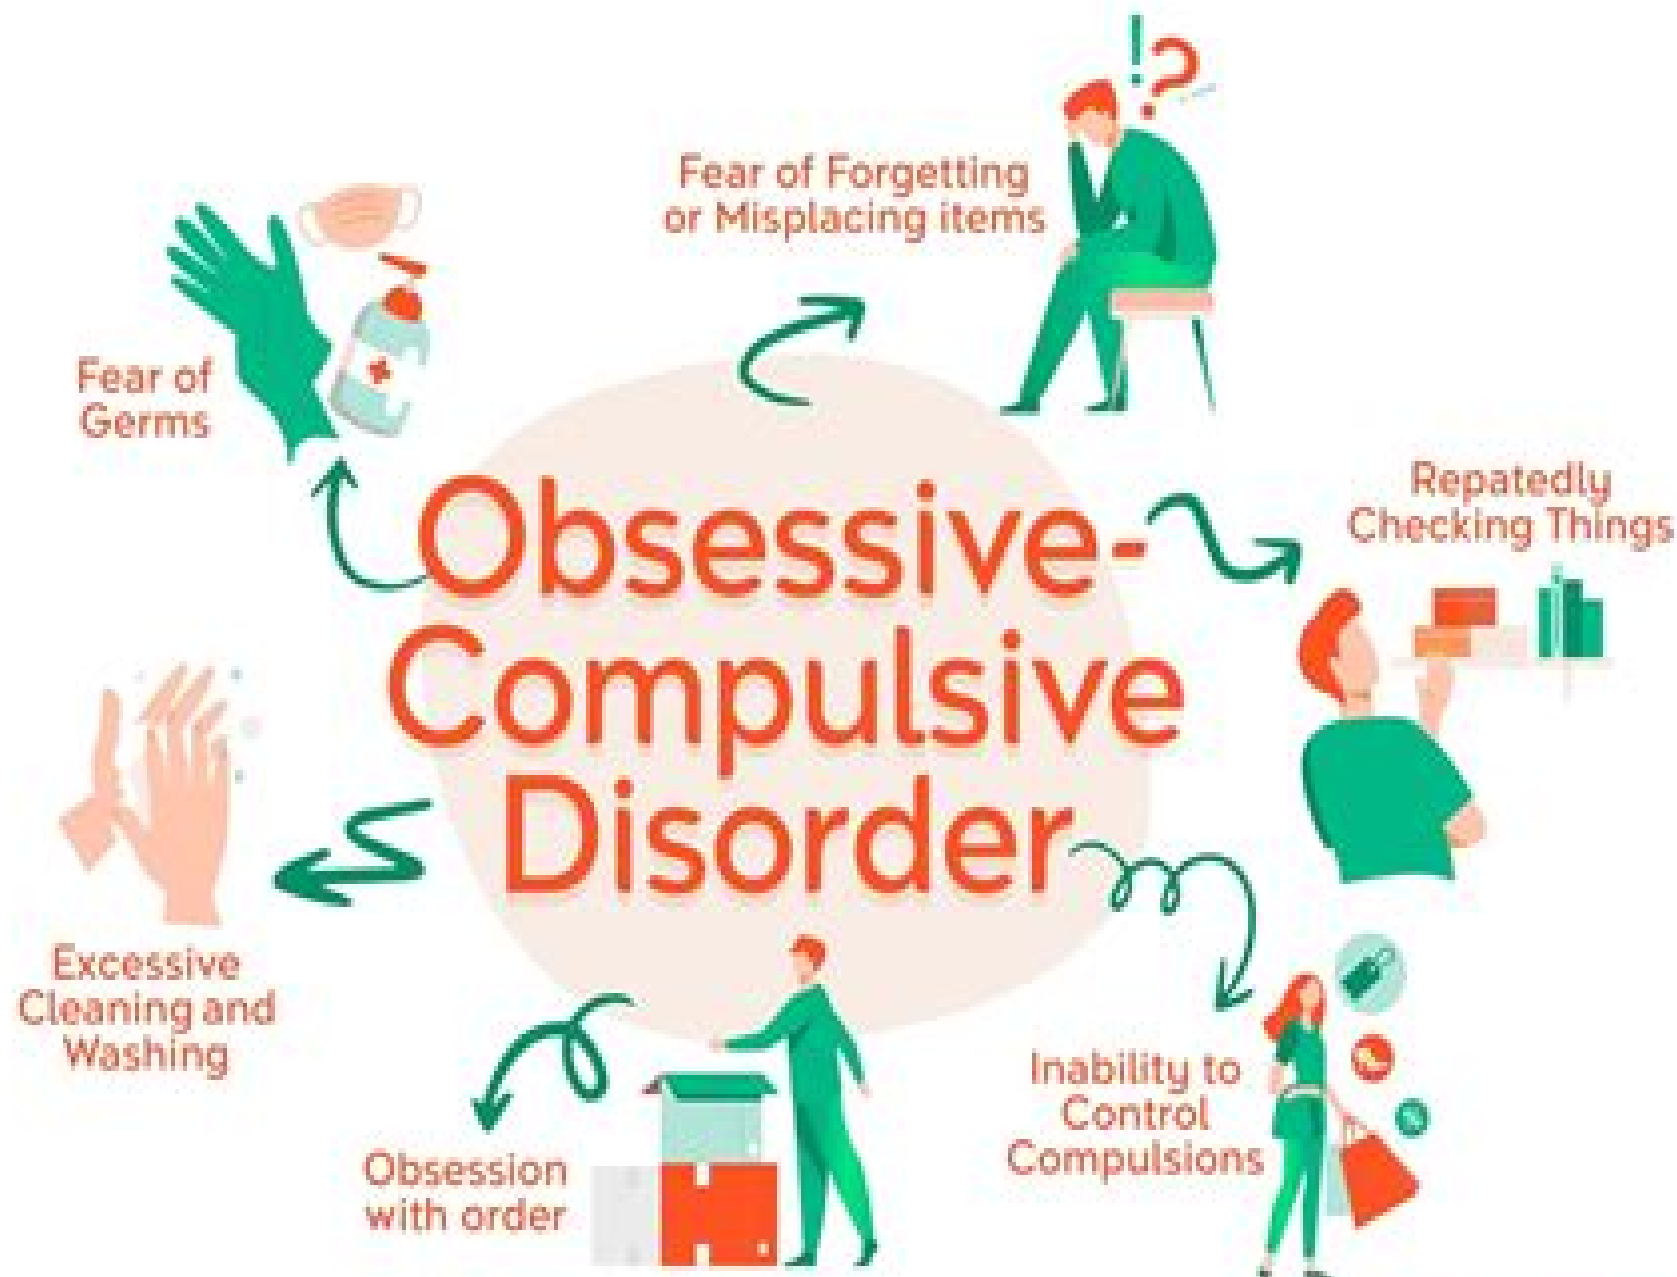 Fear of Forgetting
or Misplacing items
Fear of
Germs
Obsessive-
Compulsive
Disorder
Repatedly
Checking Things
Excessive
Cleaning and
Washing
Obsession
with order
Inability to
Control
Compulsions